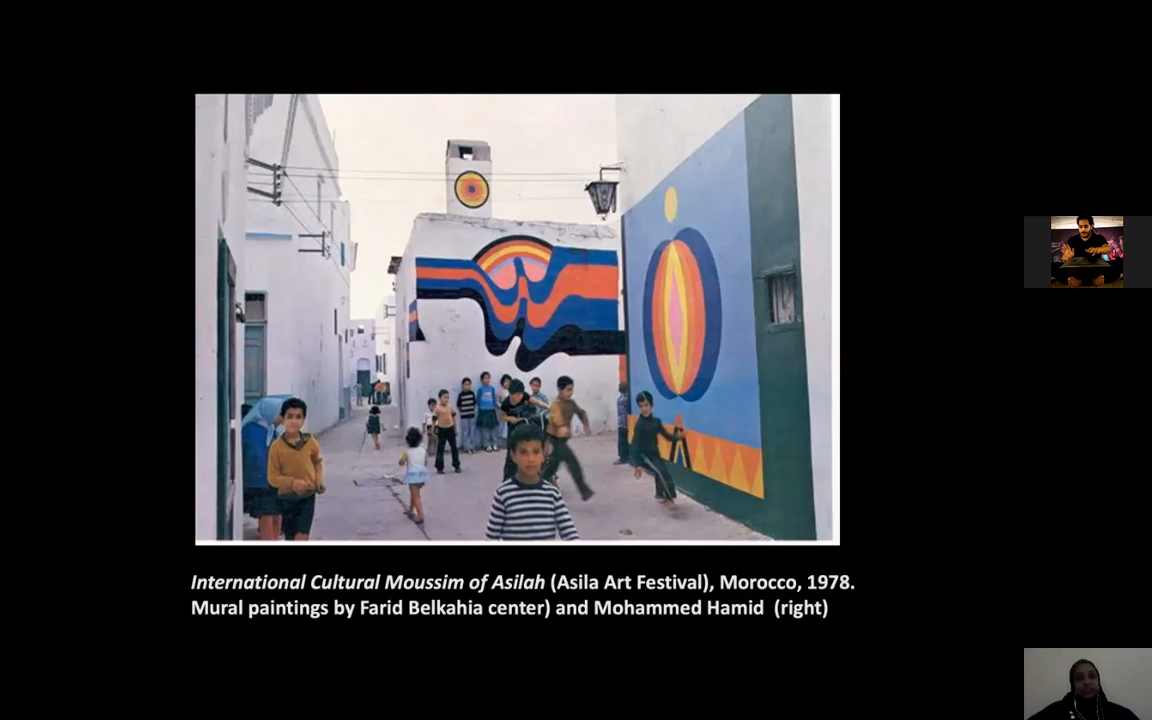 International Cultural Moussim of Asilah (Asila Art Festival), Morocco, 1978.
Mural paintings by Farid Belkahia center) and Mohammed Hamid (right)